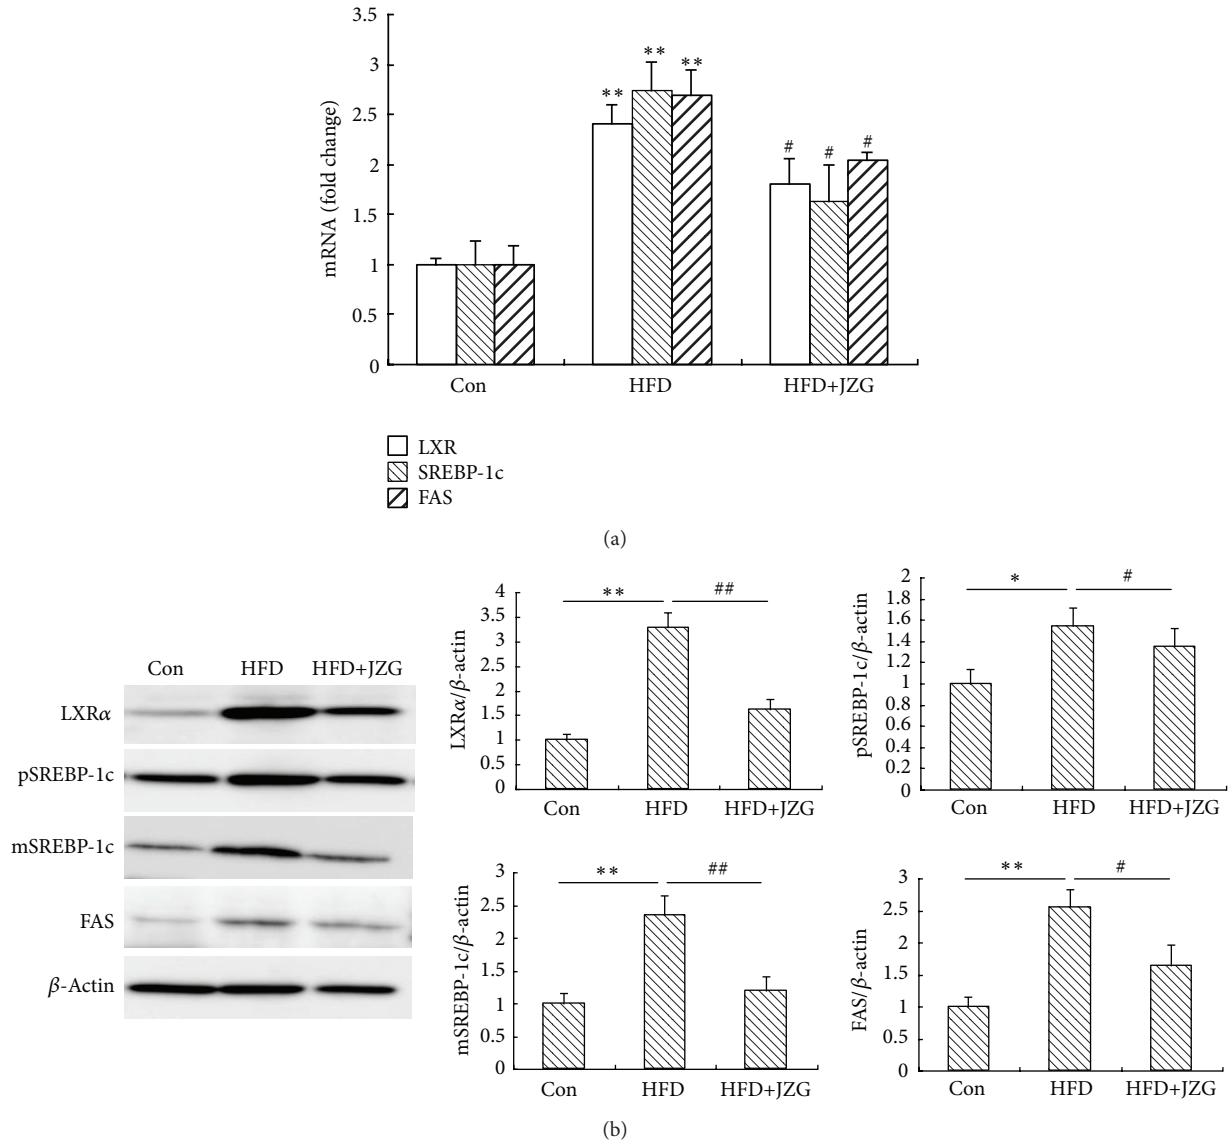 3.5
3
2.5
2
1.5
1
0.5
0
mRNA (fold change)
** ** **
# # #
Con HFD HFD+JZG
LXR
SREBP-1c
FAS
(a)
Con HFD HFD+JZG
LXRα
pSREBP-1c
mSREBP-1c
FAS
β-Actin
4
3.5
3
2.5
2
1.5
1
0.5
0
LXRα/β-actin
** ##
Con HFD HFD+JZG
2
1.8
1.6
1.4
1.2
1
0.8
0.6
0.4
0.2
0
pSREBP-1c/β-actin
* #
Con HFD HFD+JZG
3
2.5
2
1.5
1
0.5
0
mSREBP-1c/β-actin
** ##
Con HFD HFD+JZG
3
2.5
2
1.5
1
0.5
0
FAS/β-actin
** #
Con HFD HFD+JZG
(b)